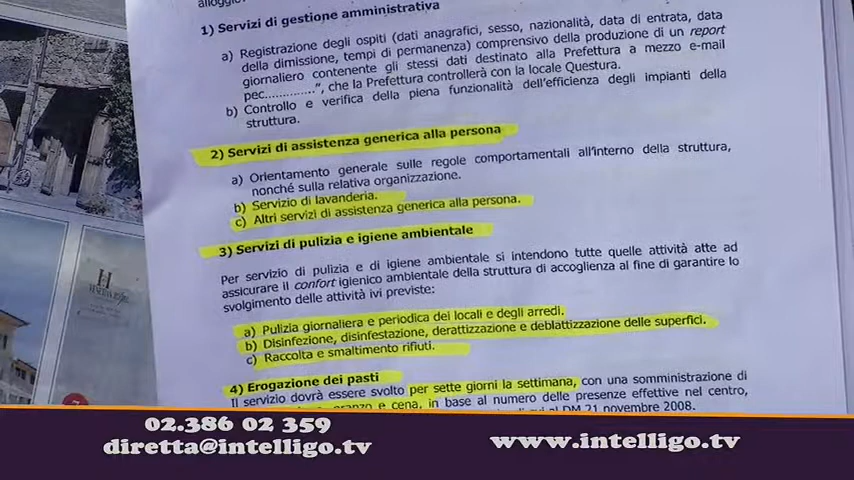 alloggio
1) Servizi di gestione amministrativa
a) Registrazione degli ospiti (dati anagrafici, sesso, nazionalità, data di entrata, data
della dimissione, tempi di permanenza) comprensivo della produzione di un report
giornaliero contenente gli stessi dati destinato alla Prefettura a mezzo e-mail
pec.............", che la Prefettura controllerà con la locale Questura.
b) Controllo e verifica della piena funzionalità dell'efficienza degli impianti della
struttura.
2) Servizi di assistenza generica alla persona
a) Orientamento generale sulle regole comportamentali all'interno della struttura,
nonché sulla relativa organizzazione.
b) Servizio di lavanderia.
c) Altri servizi di assistenza generica alla persona.
3) Servizi di pulizia e igiene ambientale
Per servizio di pulizia e di igiene ambientale si intendono tutte quelle attività atte ad
assicurare il confort igienico ambientale della struttura di accoglienza al fine di garantire lo
svolgimento delle attività ivi previste:
a) Pulizia giornaliera e periodica dei locali e degli arredi.
b) Disinfezione, disinfestazione, derattizzazione e deblattizzazione delle superfici.
c) Raccolta e smaltimento rifiuti.
4) Erogazione dei pasti
Il servizio dovrà essere svolto per sette giorni la settimana, con una somministrazione di
pranzo e cena, in base al numero delle presenze effettive nel centro,
al DM 21 novembre 2008.
02.386 02 359
diretta@intelligo.tv
www.intelligo.tv